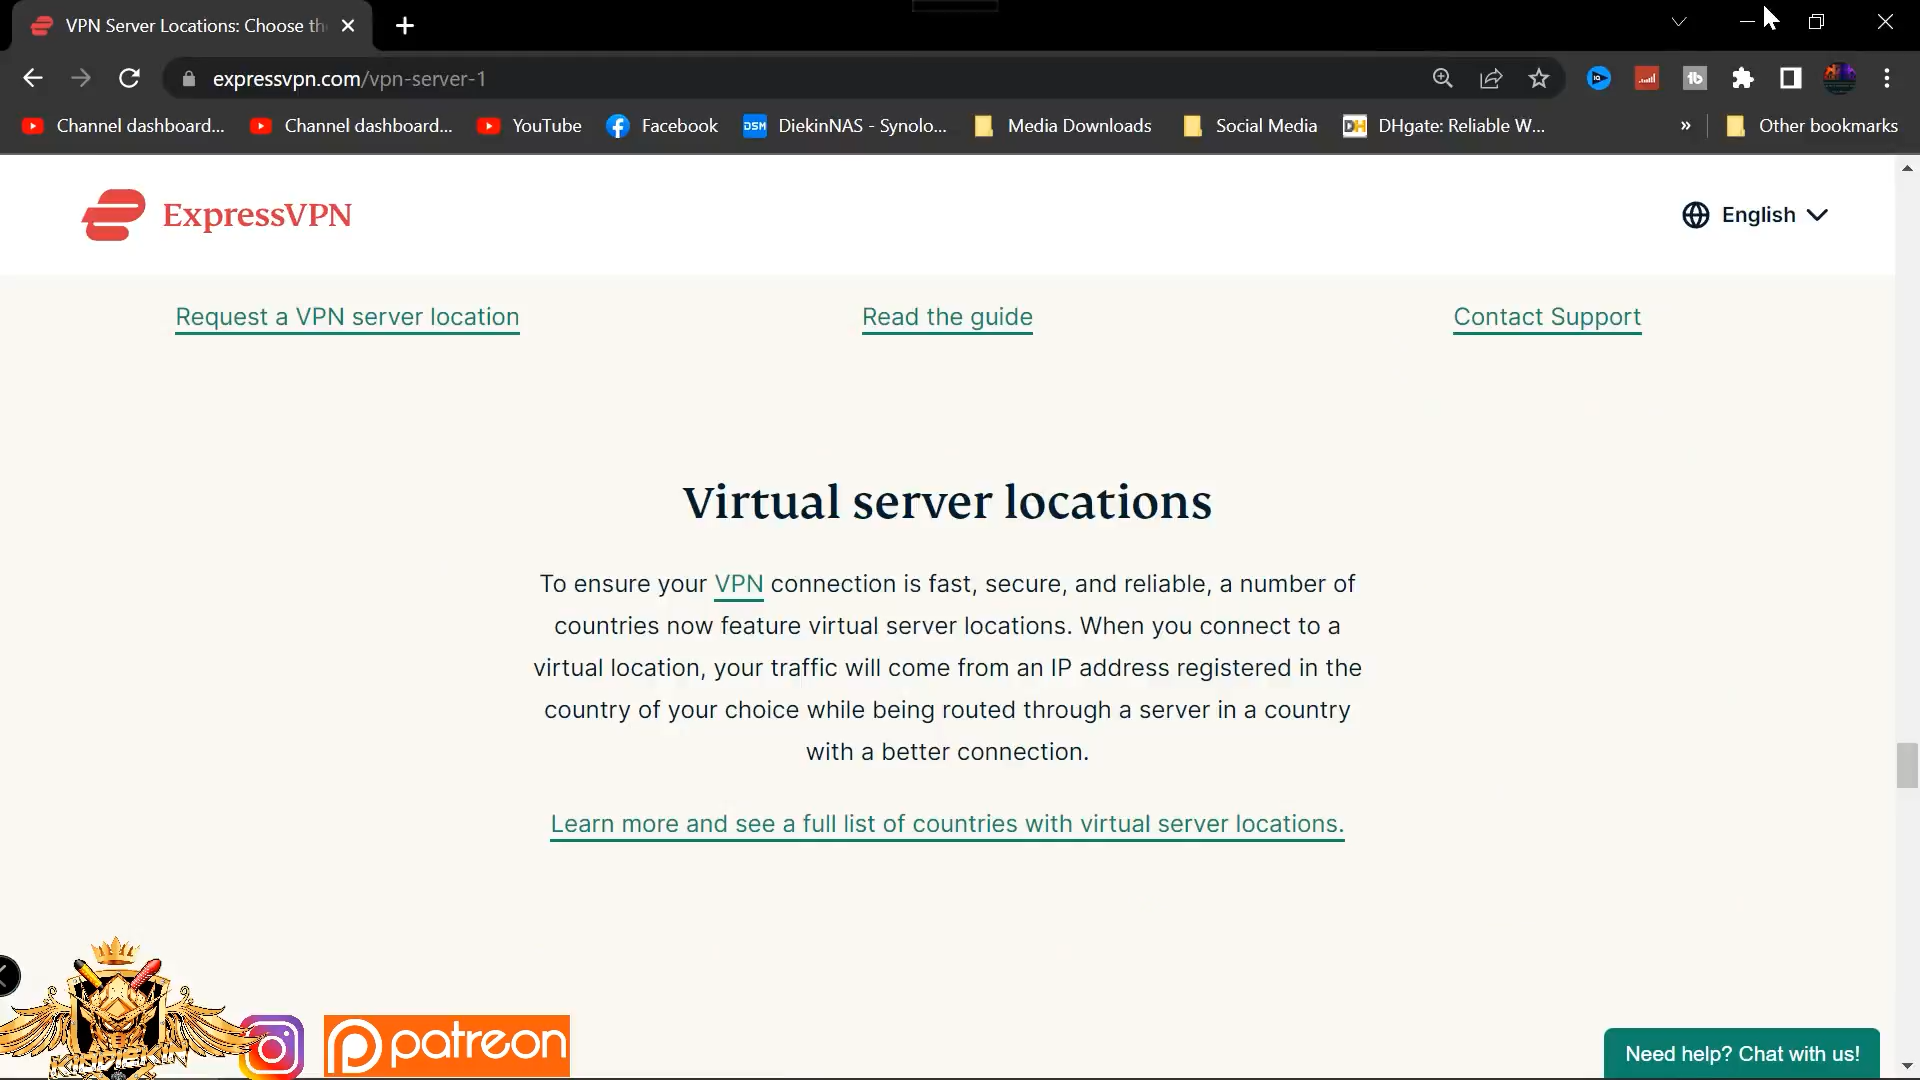 VPN Server Locations: Choose th
expressvpn.com/vpn-server-1
Channel dashboard...
Channel dashboard...
YouTube
Facebook
DSM
DiekinNAS - Synolo...
Media Downloads
Social Media
DH
DHgate: Reliable W...
»
Other bookmarks
ExpressVPN
English
Request a VPN server location
Read the guide
Contact Support
Virtual server locations
To ensure your VPN connection is fast, secure, and reliable, a number of
countries now feature virtual server locations. When you connect to a
virtual location, your traffic will come from an IP address registered in the
country of your choice while being routed through a server in a country
with a better connection.
Learn more and see a full list of countries with virtual server locations.
KIDDIEKIN
patreon
Need help? Chat with us!